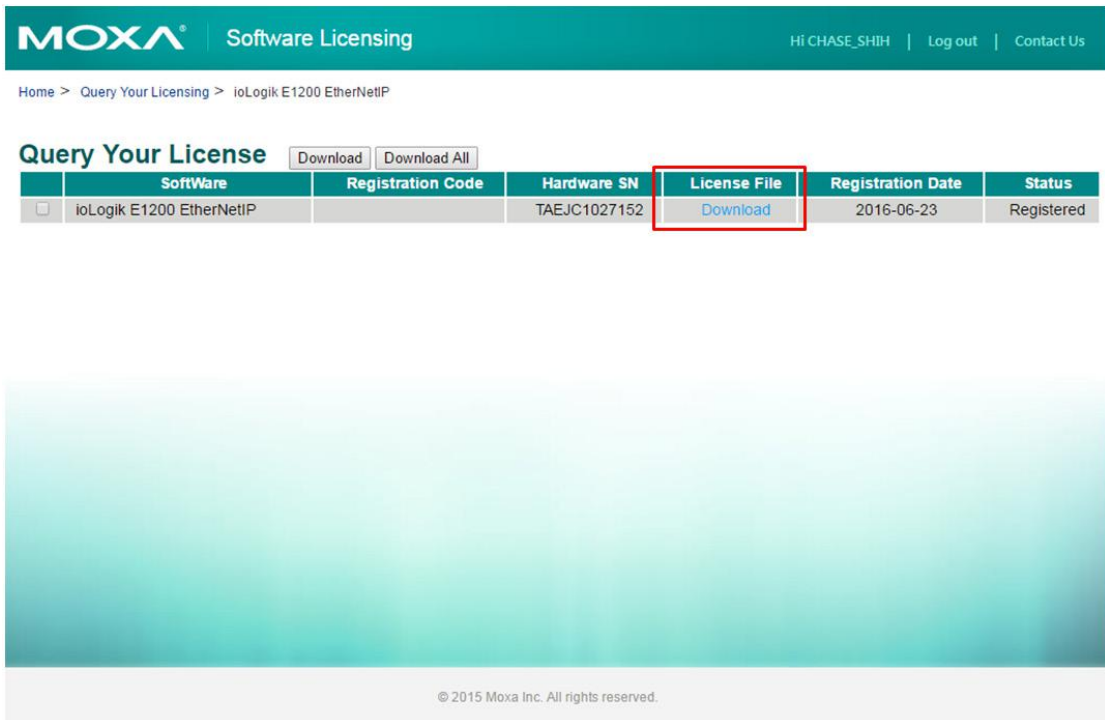 MOXA® Software Licensing Hi CHASE_SHIH | Log out | Contact Us
Home > Query Your Licensing > ioLogik E1200 EtherNetIP
Query Your License Download Download All
SoftWare Registration Code Hardware SN License File Registration Date Status
ioLogik E1200 EtherNetIP TAEJC1027152 Download 2016-06-23 Registered
© 2015 Moxa Inc. All rights reserved.